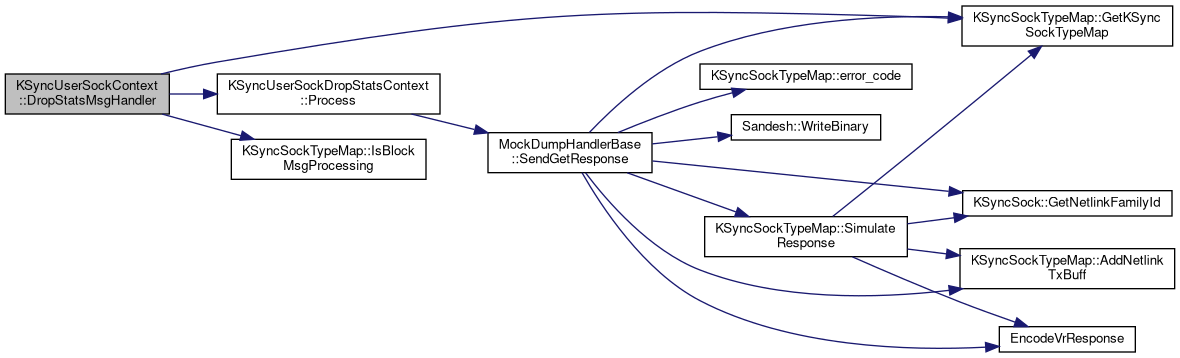 KSyncUserSockContext
::DropStatsMsgHandler
KSyncUserSockDropStatsContext
::Process
KSyncSockTypeMap::IsBlock
MsgProcessing
MockDumpHandlerBase
::SendGetResponse
KSyncSockTypeMap::GetKSync
SockTypeMap
KSyncSockTypeMap::error_code
Sandesh::WriteBinary
KSyncSock::GetNetlinkFamilyId
KSyncSockTypeMap::Simulate
Response
KSyncSockTypeMap::AddNetlink
TxBuff
EncodeVrResponse